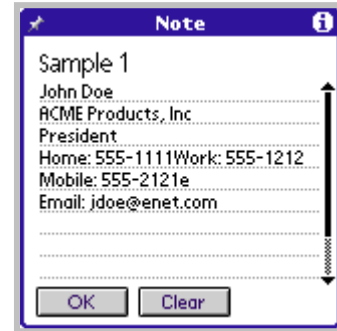 Note
Sample 1
John Doe
ACME Products, Inc
President
Home: 555-1111Work: 555-1212
Mobile: 555-2121e
Email: jdoe@enet.com
OK Clear